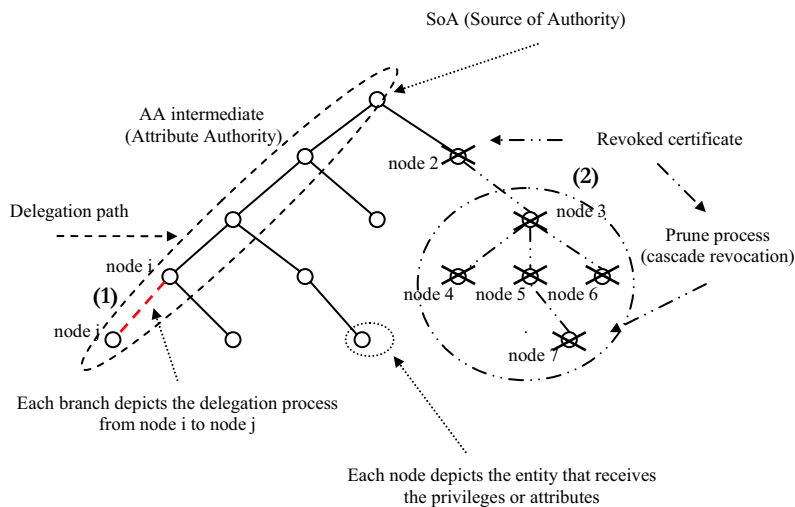 SoA (Source of Authority)
AA intermediate
(Attribute Authority)
Revoked certificate
node 2
(2)
Delegation path
node 3
Prune process
(cascade revocation)
node i
node 4
node 5
node 6
(1)
node j
node 7
Each branch depicts the delegation process
from node i to node j
Each node depicts the entity that receives
the privileges or attributes